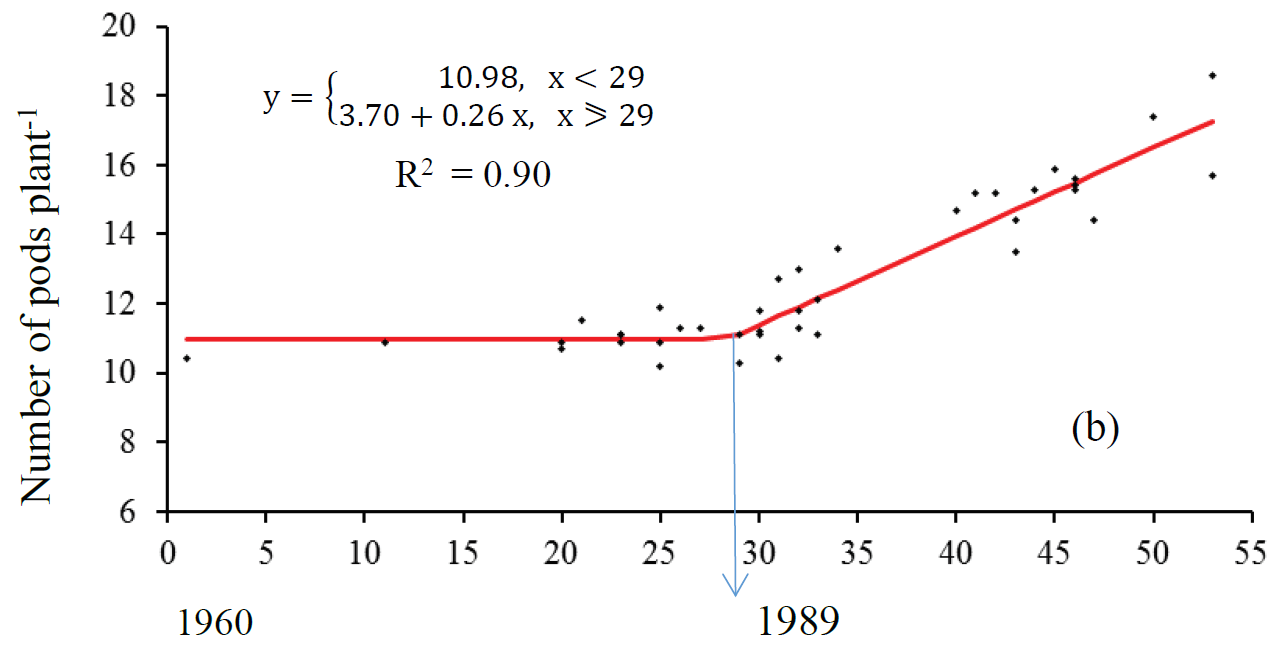 Number of pods plant-1
20
18
16
14
12
10
8
6
y = { 10.98, x < 29
3.70 + 0.26 x, x ⩾ 29
R² = 0.90
(b)
0 5 10 15 20 25 30 35 40 45 50 55
1960 1989